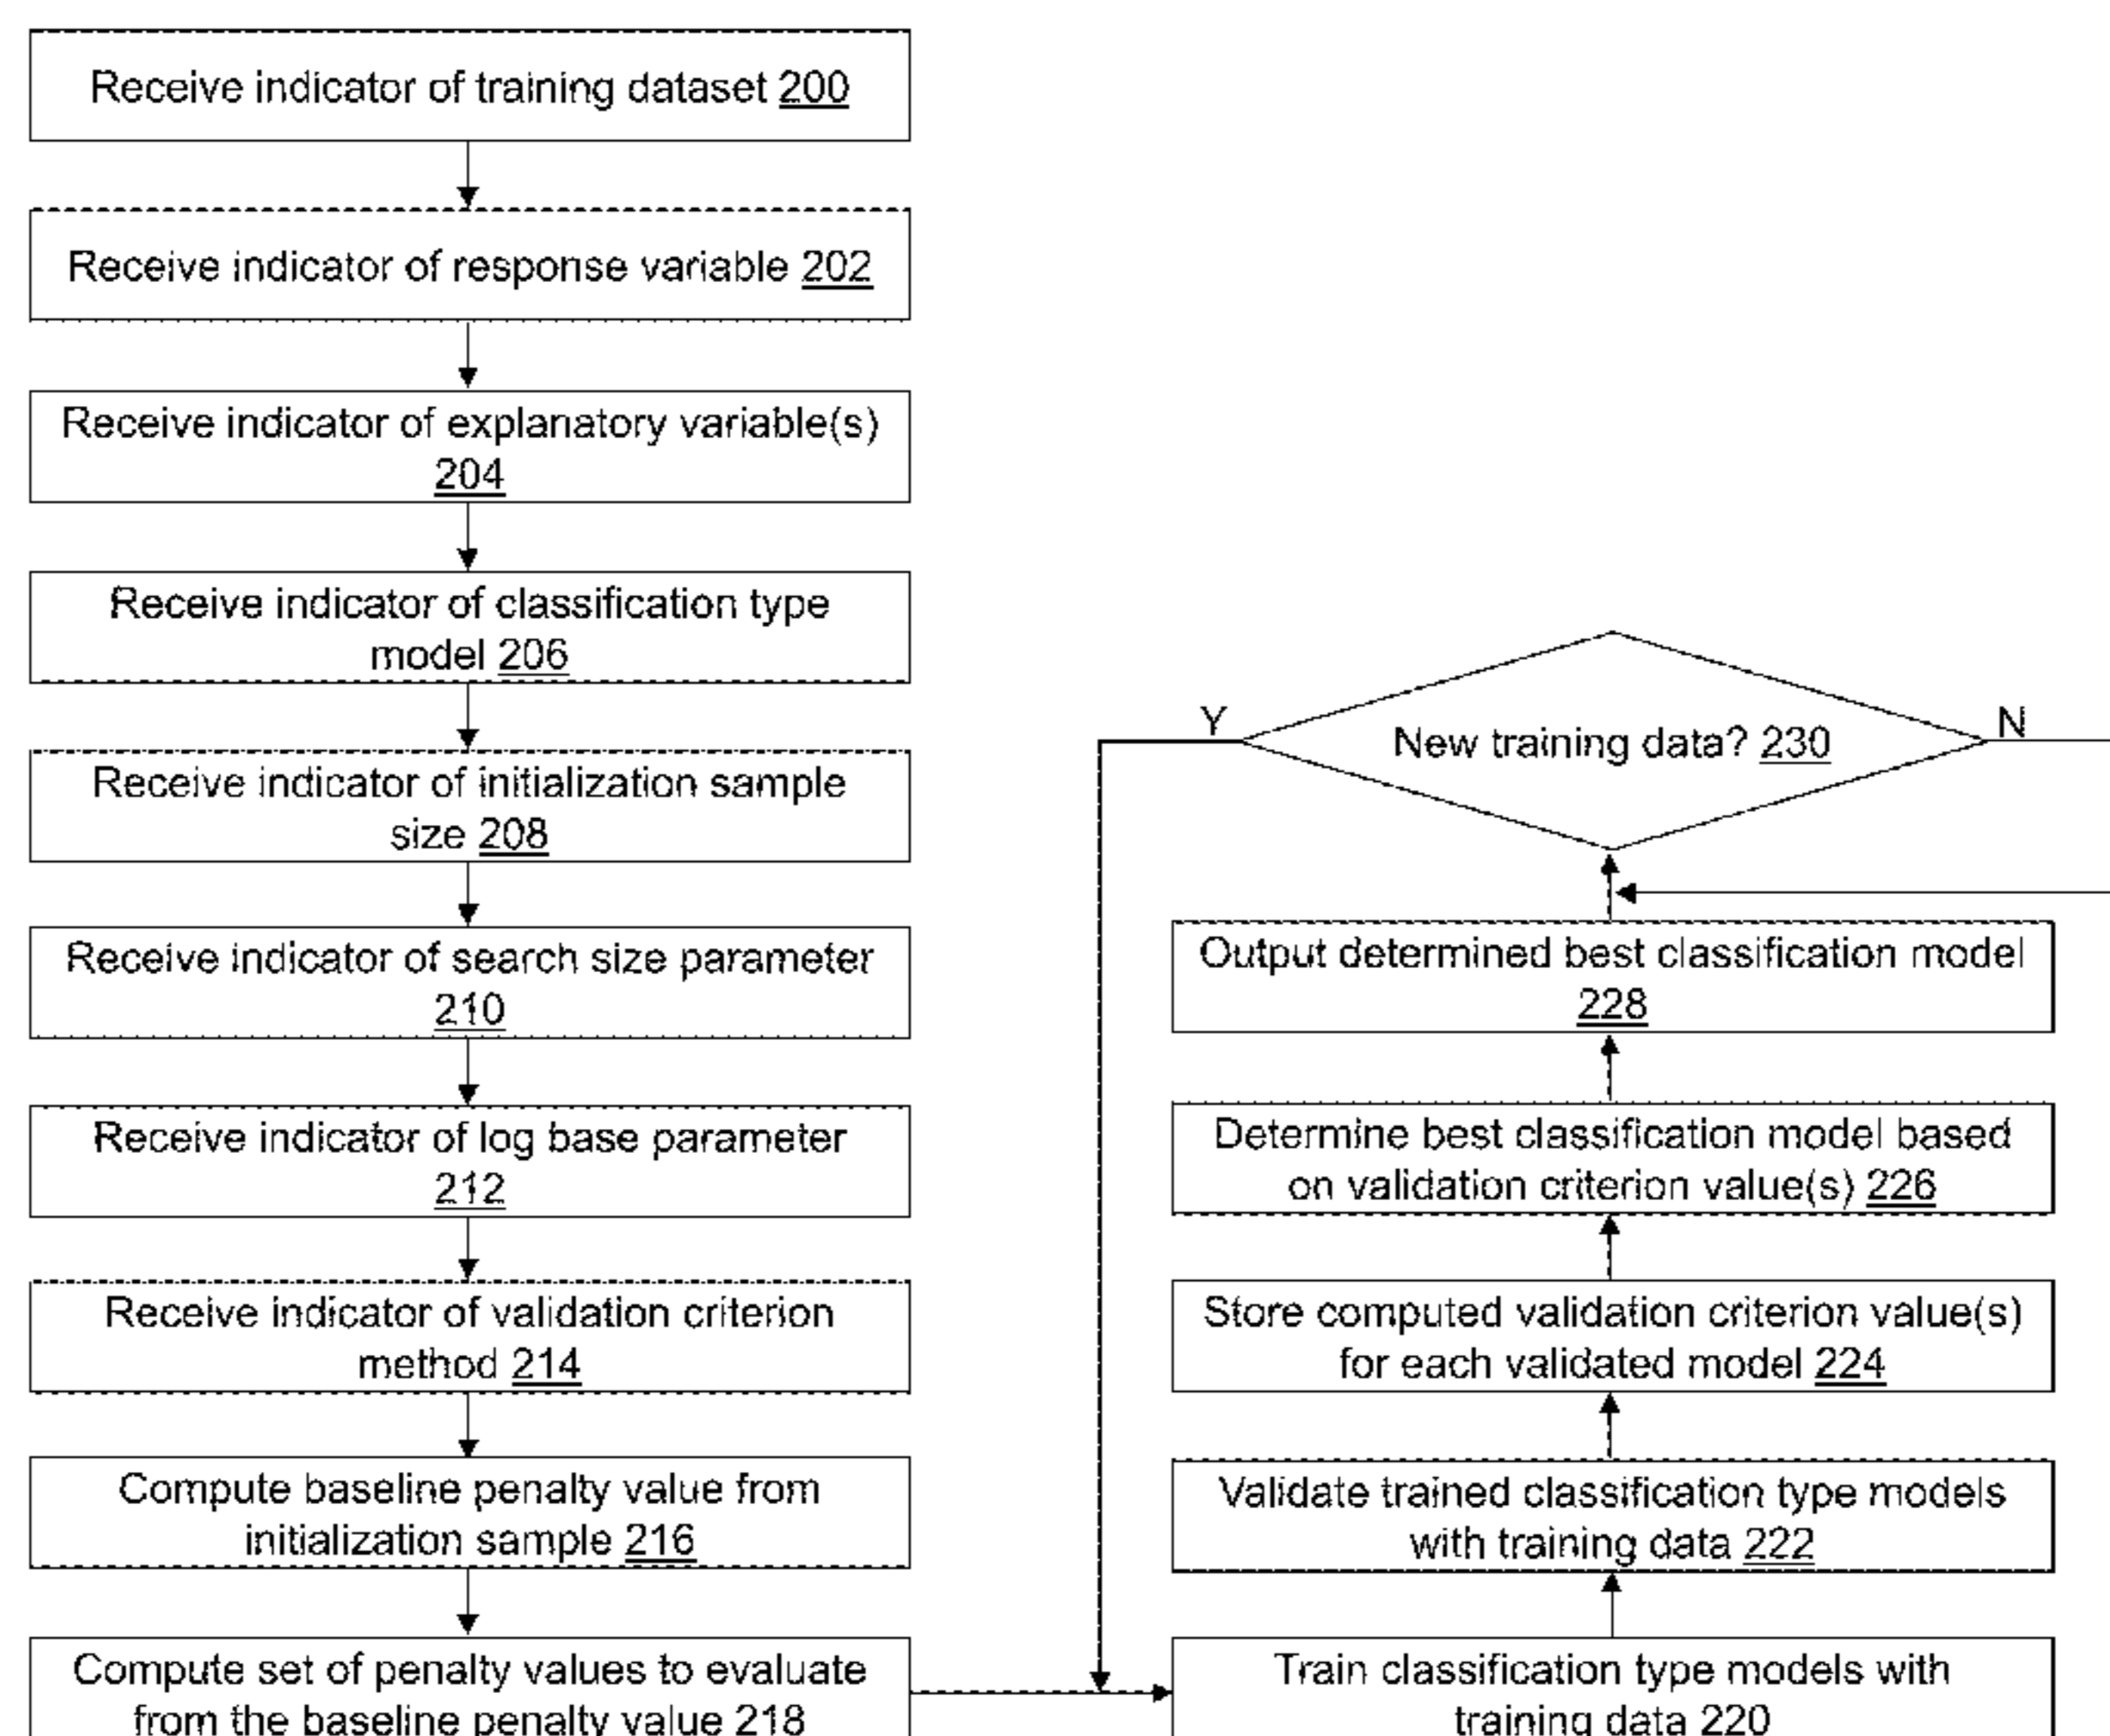 Receive indicator of training dataset 200
Receive indicator of response variable 202
Receive indicator of explanatory variable(s)
204
Receive indicator of classification type
model 206
Receive indicator of initialization sample
size 208
Receive indicator of search size parameter
210
Receive indicator of log base parameter
212
Receive indicator of validation criterion
method 214
Compute baseline penalty value from
initialization sample 216
Compute set of penalty values to evaluate
from the baseline penalty value 218
Y
New training data? 230
N
Output determined best classification model
228
Determine best classification model based
on validation criterion value(s) 226
Store computed validation criterion value(s)
for each validated model 224
Validate trained classification type models
with training data 222
Train classification type models with
training data 220